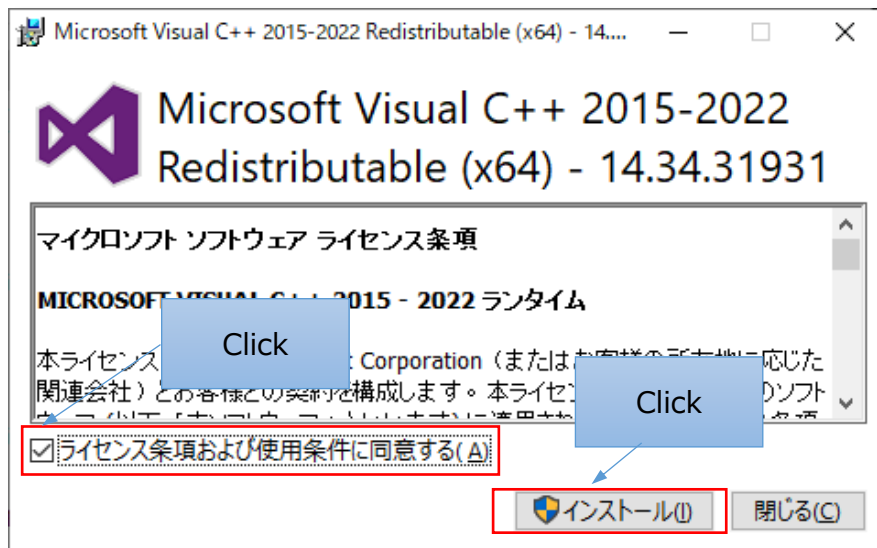 Microsoft Visual C++ 2015-2022 Redistributable (x64) - 14....
Microsoft Visual C++ 2015-2022
Redistributable (x64) - 14.34.31931
マイクロソフト ソフトウェア ライセンス条項
MICROSOFT VISUAL C++ 2015 - 2022 ランタイム
本ライセンス Corporation（またはお客様の所在地に応じた
関連会社）とお客様との契約を構成します。本ライセ のソフト
Click
Click
ライセンス条項および使用条件に同意する(A)
インストール(I)
閉じる(C)